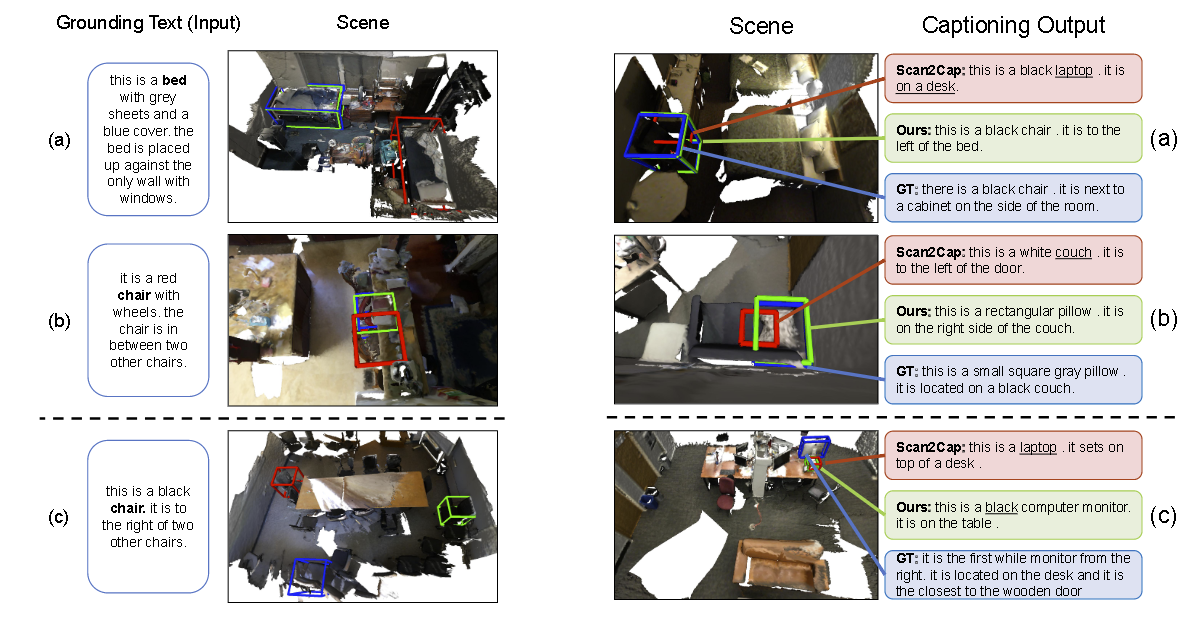 Grounding Text (Input)
Scene
(a)
this is a bed
with grey
sheets and a
blue cover. the
bed is placed
up against the
only wall with
windows.
(b)
it is a red
chair with
wheels. the
chair is in
between two
other chairs.
(c)
this is a black
chair. it is to
the right of two
other chairs.
Scene
Captioning Output
Scan2Cap: this is a black laptop . it is
on a desk.
Ours: this is a black chair . it is to the
left of the bed.
GT: there is a black chair . it is next to
a cabinet on the side of the room.
(a)
Scan2Cap: this is a white couch . it is
to the left of the door.
Ours: this is a rectangular pillow . it is
on the right side of the couch.
GT: this is a small square gray pillow .
it is located on a black couch.
(b)
Scan2Cap: this is a laptop . it sets on
top of a desk .
Ours: this is a black computer monitor.
it is on the table .
GT: it is the first while monitor from the
right. it is located on the desk and it is
the closest to the wooden door
(c)